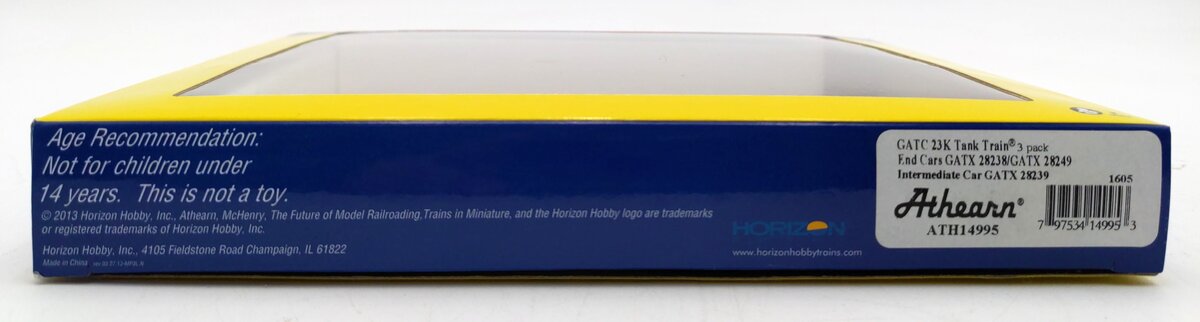 Age Recommendation:
Not for children under
14 years. This is not a toy.
© 2013 Horizon Hobby, Inc., Athearn, McHenry, The Future of Model Railroading,Trains in Miniature, and the Horizon Hobby logo are trademarks
or registered trademarks of Horizon Hobby, Inc.
Horizon Hobby, Inc., 4105 Fieldstone Road Champaign, IL 61822
Made in China
HORIZON
www.horizonhobbytrains.com
GATC 23K Tank Train® 3 pack
End Cars GATX 28238/GATX 28249
Intermediate Car GATX 28239
1605
Athearn®
ATH14995
7 97534 14995 3